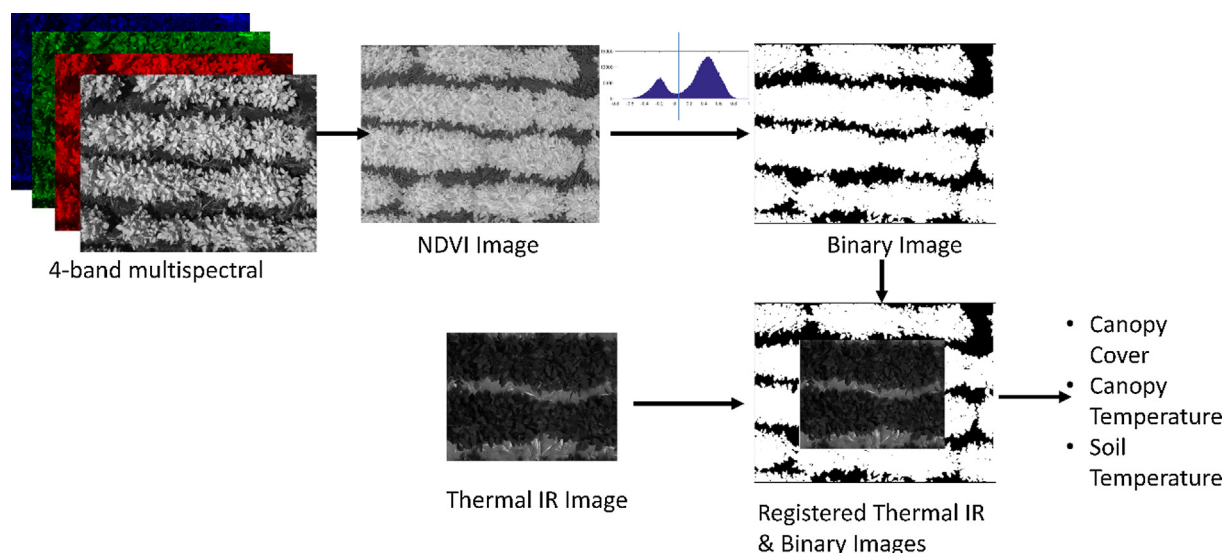 4-band multispectral
NDVI Image
Binary Image
Thermal IR Image
Registered Thermal IR
& Binary Images
• Canopy
Cover
• Canopy
Temperature
• Soil
Temperature